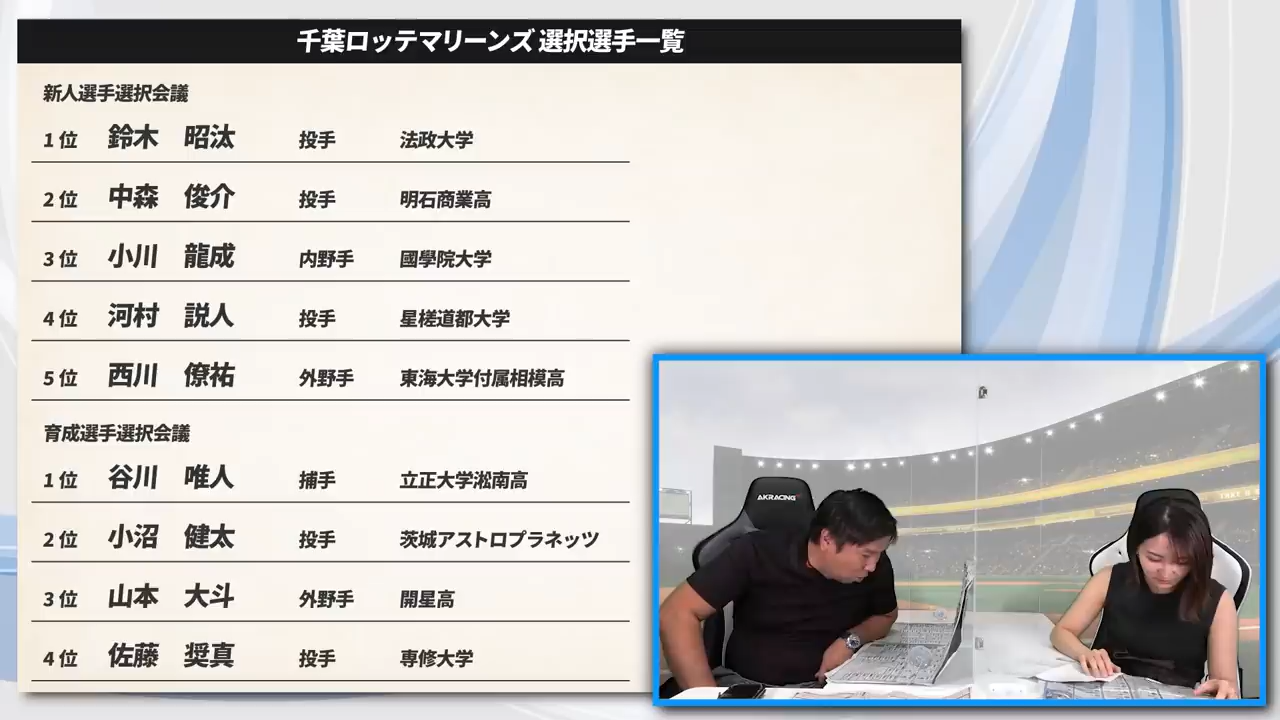 千葉ロッテマリーンズ 選択選手一覧
新人選手選択会議
1位 鈴木 昭汰 投手 法政大学
2位 中森 俊介 投手 明石商業高
3位 小川 龍成 内野手 國學院大学
4位 河村 説人 投手 星槎道都大学
5位 西川 僚祐 外野手 東海大学付属相模高
育成選手選択会議
1位 谷川 唯人 捕手 立正大学淞南高
2位 小沼 健太 投手 茨城アストロプラネッツ
3位 山本 大斗 外野手 開星高
4位 佐藤 奨真 投手 専修大学
AKRACING